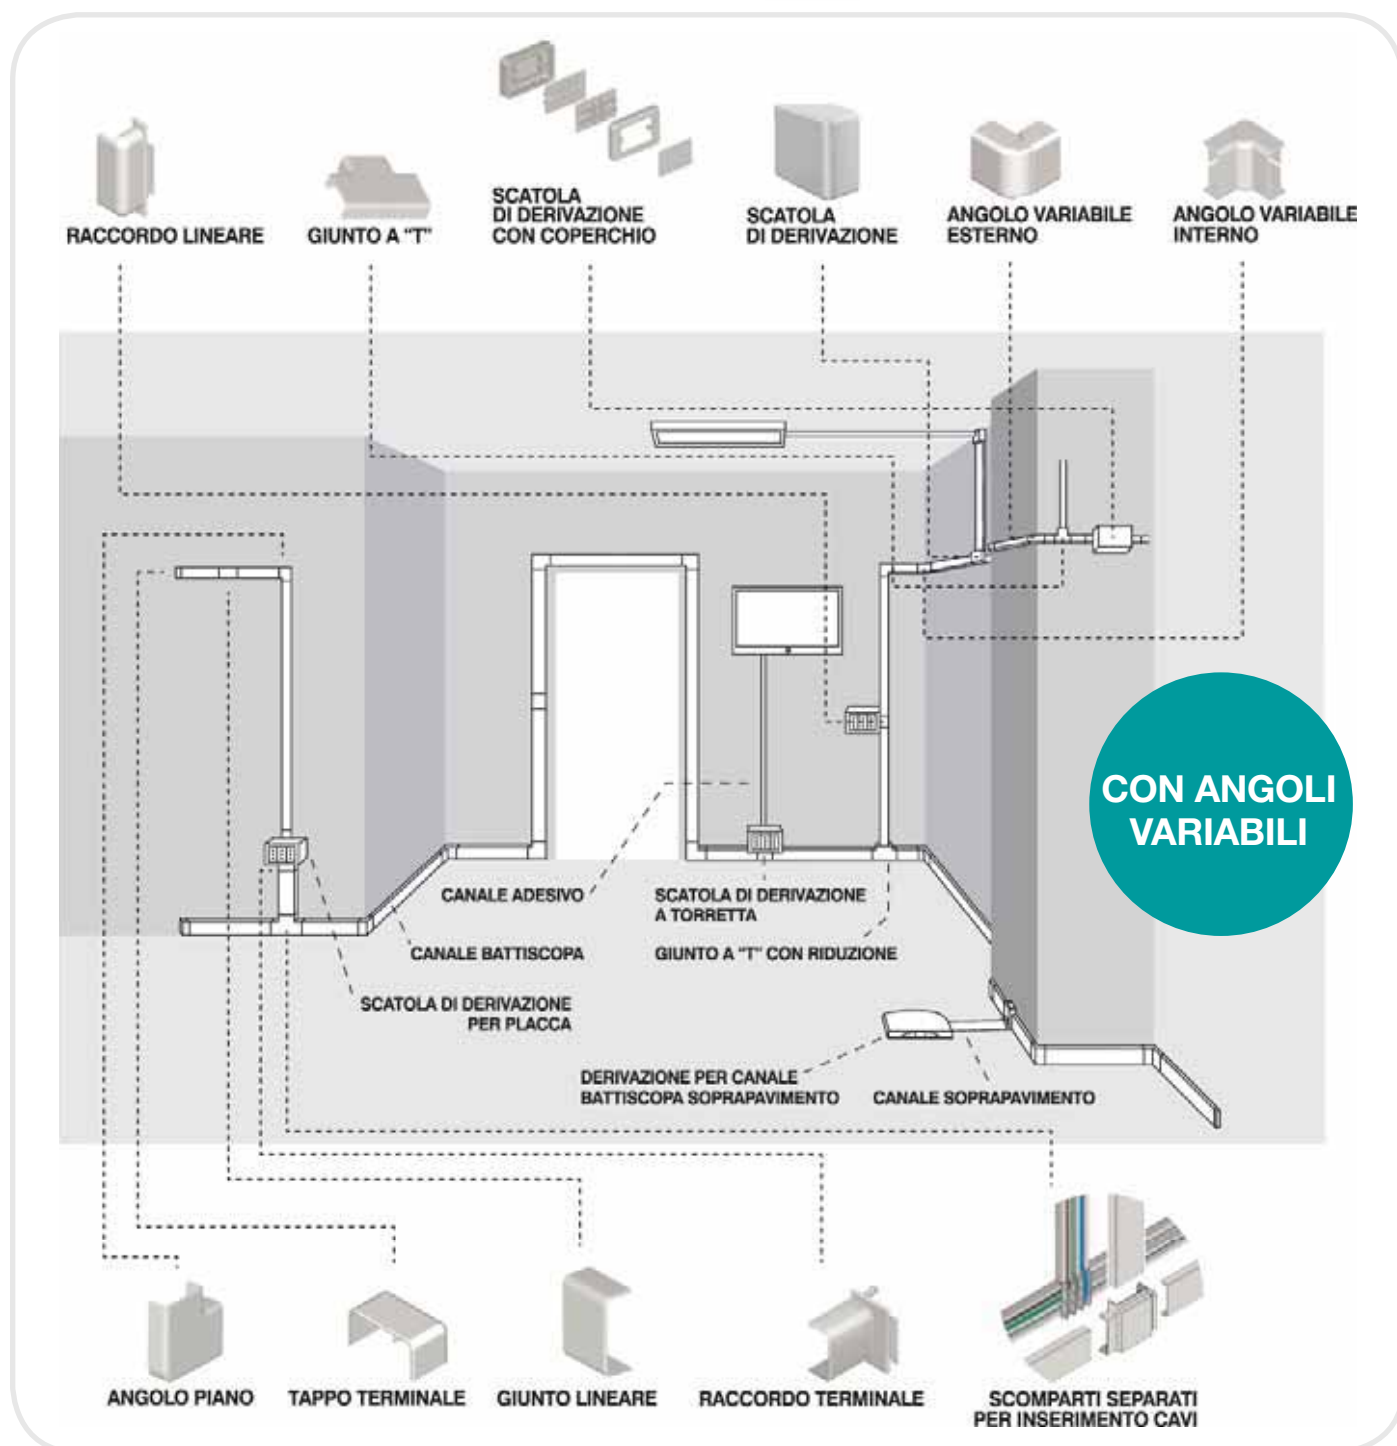 RACCORDO LINEARE
GIUNTO A “T”
SCATOLA
DI DERIVAZIONE
CON COPERCHIO
SCATOLA
DI DERIVAZIONE
ANGOLO VARIABILE
ESTERNO
ANGOLO VARIABILE
INTERNO
CON ANGOLI
VARIABILI
CANALE ADESIVO
SCATOLA DI DERIVAZIONE
A TORRETTA
CANALE BATTISCOPA
GIUNTO A “T” CON RIDUZIONE
SCATOLA DI DERIVAZIONE
PER PLACCA
DERIVAZIONE PER CANALE
BATTISCOPA SOPRAPAVIMENTO
CANALE SOPRAPAVIMENTO
ANGOLO PIANO
TAPPO TERMINALE
GIUNTO LINEARE
RACCORDO TERMINALE
SCOMPARTI SEPARATI
PER INSERIMENTO CAVI